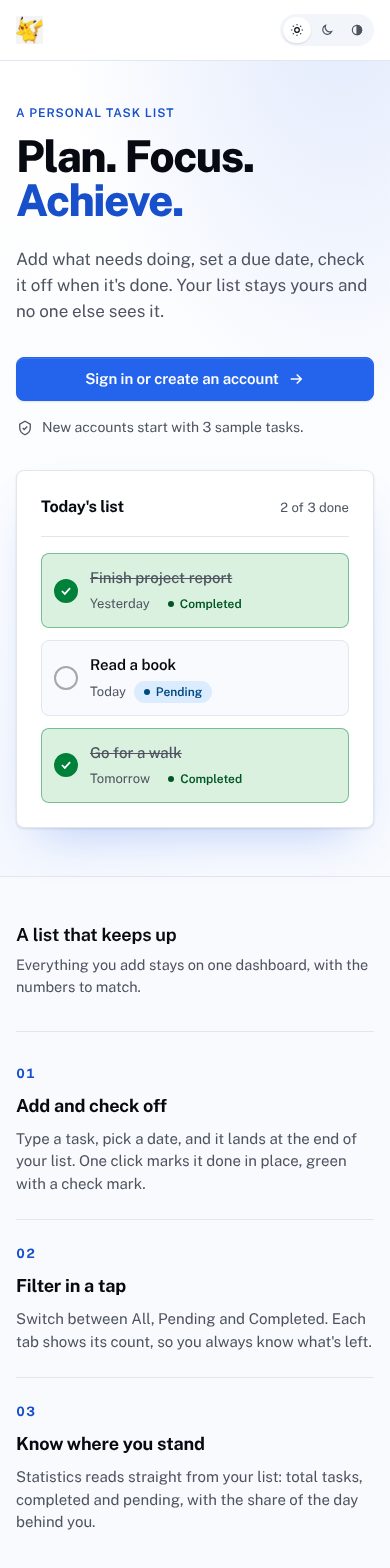 A PERSONAL TASK LIST
Plan. Focus.
Achieve.
Add what needs doing, set a due date, check
it off when it's done. Your list stays yours and
no one else sees it.
Sign in or create an account →
New accounts start with 3 sample tasks.
Today's list 2 of 3 done
Finish project report
Yesterday Completed
Read a book
Today Pending
Go for a walk
Tomorrow Completed
A list that keeps up
Everything you add stays on one dashboard, with the
numbers to match.
01
Add and check off
Type a task, pick a date, and it lands at the end of
your list. One click marks it done in place, green
with a check mark.
02
Filter in a tap
Switch between All, Pending and Completed. Each
tab shows its count, so you always know what's left.
03
Know where you stand
Statistics reads straight from your list: total tasks,
completed and pending, with the share of the day
behind you.